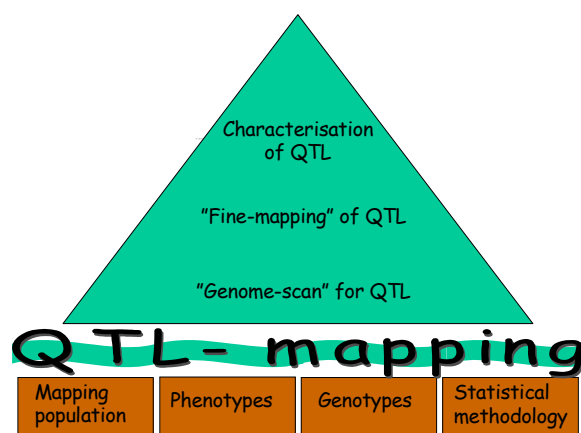 Characterisation
of QTL
"Fine-mapping" of QTL
"Genome-scan" for QTL
QTL- mapping
Mapping
population
Phenotypes
Genotypes
Statistical
methodology